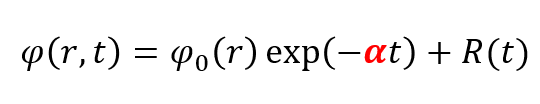 φ(r, t) = φ₀(r) exp(−αt) + R(t)